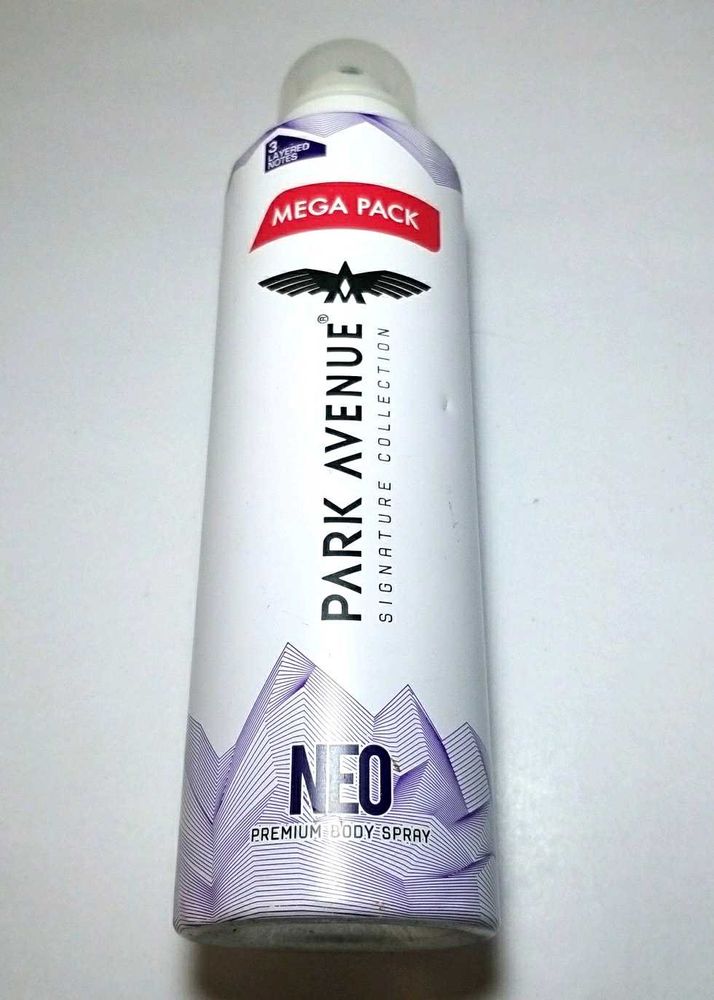 3
LAYERED
NOTES
MEGA PACK
PARK AVENUE®
SIGNATURE COLLECTION
NEO
PREMIUM BODY SPRAY